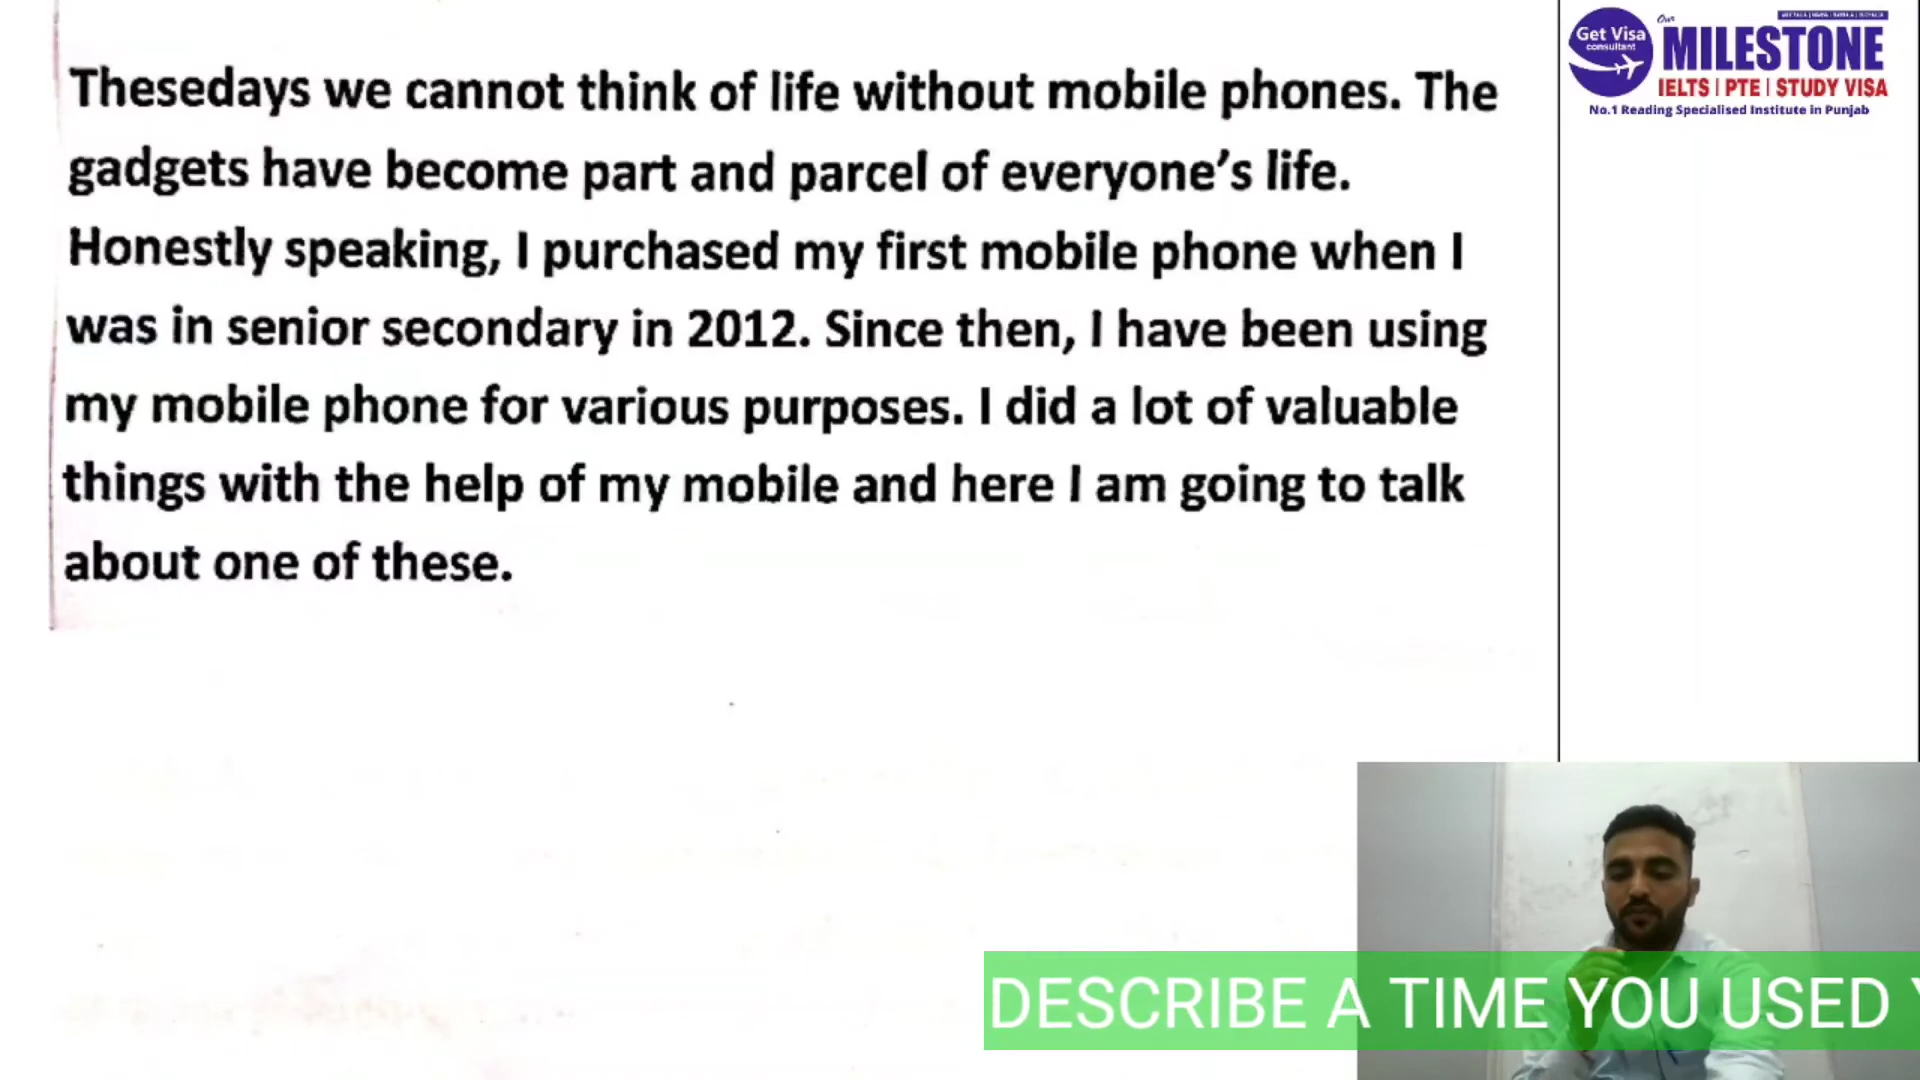 Thesedays we cannot think of life without mobile phones. The
gadgets have become part and parcel of everyone's life.
Honestly speaking, I purchased my first mobile phone when I
was in senior secondary in 2012. Since then, I have been using
my mobile phone for various purposes. I did a lot of valuable
things with the help of my mobile and here I am going to talk
about one of these.
Get Visa
consultant
Our
MILESTONE
IELTS | PTE | STUDY VISA
No.1 Reading Specialised Institute in Punjab
DESCRIBE A TIME YOU USED Y